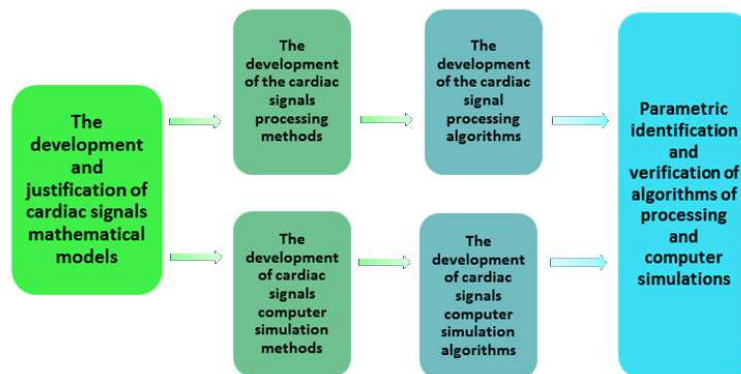 The
development
and
justification of
cardiac signals
mathematical
models
The
development
of the cardiac
signals
processing
methods
The
development
of the cardiac
signal
processing
algorithms
The
development
of cardiac
signals
computer
simulation
methods
The
development
of cardiac
signals
computer
simulation
algorithms
Parametric
identification
and
verification of
algorithms of
processing
and
computer
simulations